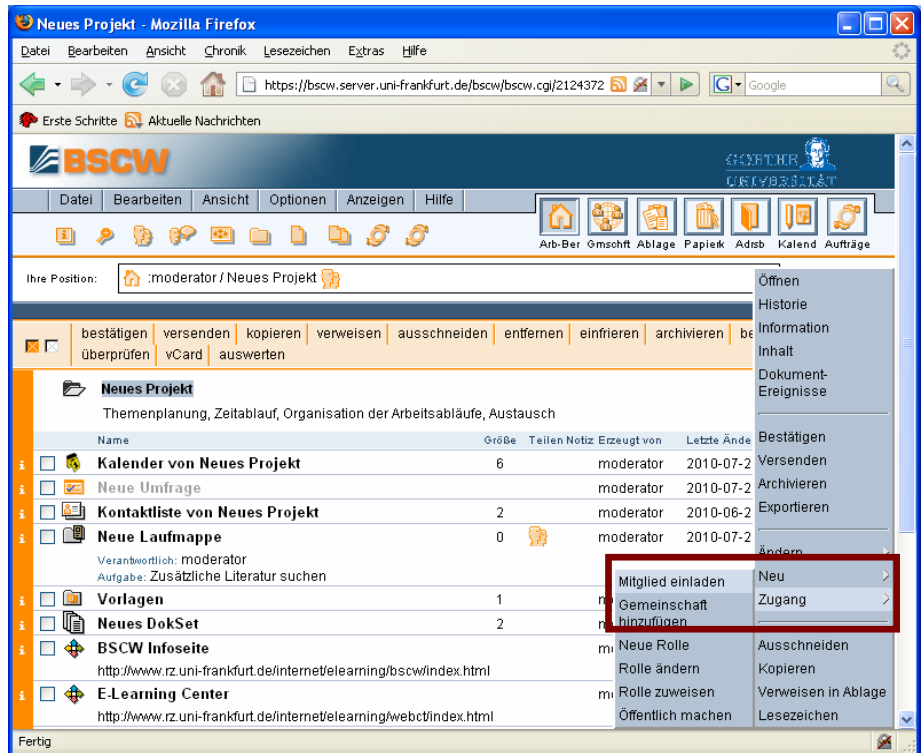 Neues Projekt - Mozilla Firefox
Datei Bearbeiten Ansicht Chronik Lesezeichen Extras Hilfe
https://bscw.server.uni-frankfurt.de/bscw/bscw.cgi/2124372 G Google
Erste Schritte Aktuelle Nachrichten
BSCW
GOETHE
UNIVERSITÄT
Datei Bearbeiten Ansicht Optionen Anzeigen Hilfe
Arb-Ber Gmschft Ablage Papierk Adrsb Kalend Aufträge
Ihre Position: :moderator / Neues Projekt
bestätigen versenden kopieren verweisen ausschneiden entfernen einfrieren archivieren be
überprüfen vCard auswerten
Neues Projekt
Themenplanung, Zeitablauf, Organisation der Arbeitsabläufe, Austausch
Name Größe Teilen Notiz Erzeugt von Letzte Ände
Kalender von Neues Projekt 6 moderator 2010-07-2
Neue Umfrage moderator 2010-07-2
Kontaktliste von Neues Projekt 2 moderator 2010-06-2
Neue Laufmappe 0 moderator 2010-07-2
Verantwortlich: moderator
Aufgabe: Zusätzliche Literatur suchen
Vorlagen 1
Neues DokSet 2
BSCW Infoseite
http://www.rz.uni-frankfurt.de/internet/elearning/bscw/index.html
E-Learning Center
http://www.rz.uni-frankfurt.de/internet/elearning/webct/index.html
Öffnen
Historie
Information
Inhalt
Dokument-
Ereignisse
Bestätigen
Versenden
Archivieren
Exportieren
Ändern
Neu
Zugang
Ausschneiden
Kopieren
Verweisen in Ablage
Lesezeichen
Mitglied einladen
Gemeinschaft
hinzufügen
Neue Rolle
Rolle ändern
Rolle zuweisen
Öffentlich machen
Fertig